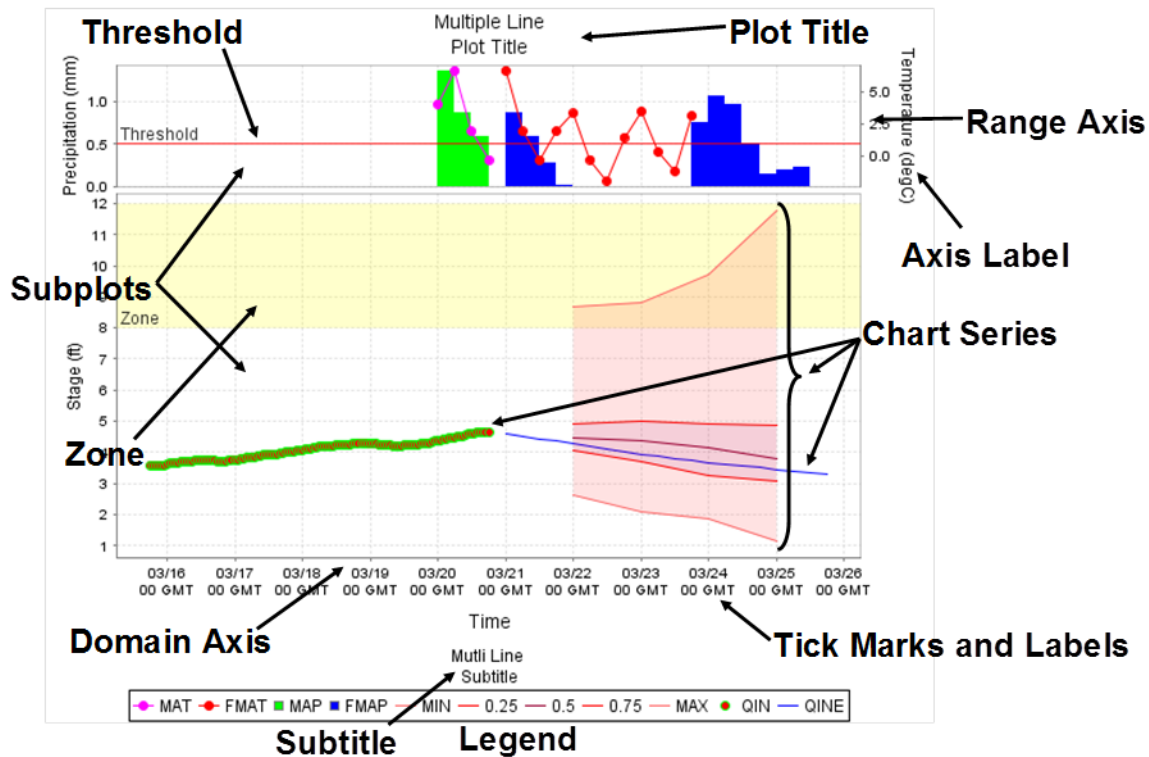 Threshold
Multiple Line
Plot Title
Plot Title
Precipitation (mm)
1.0
0.5
0.0
Threshold
5.0
2.5
0.0
Temperature (degC)
Range Axis
Axis Label
Subplots
Zone
Chart Series
Stage (ft)
12
11
10
9
8
7
6
5
4
3
2
1
Zone
03/16
00 GMT
03/17
00 GMT
03/18
00 GMT
03/19
00 GMT
03/20
00 GMT
03/21
00 GMT
03/22
00 GMT
03/23
00 GMT
03/24
00 GMT
03/25
00 GMT
03/26
00 GMT
Time
Domain Axis
Tick Marks and Labels
Mutli Line
Subtitle
MAT FMAT MAP FMAP MIN 0.25 0.5 0.75 MAX QIN QINE
Subtitle
Legend